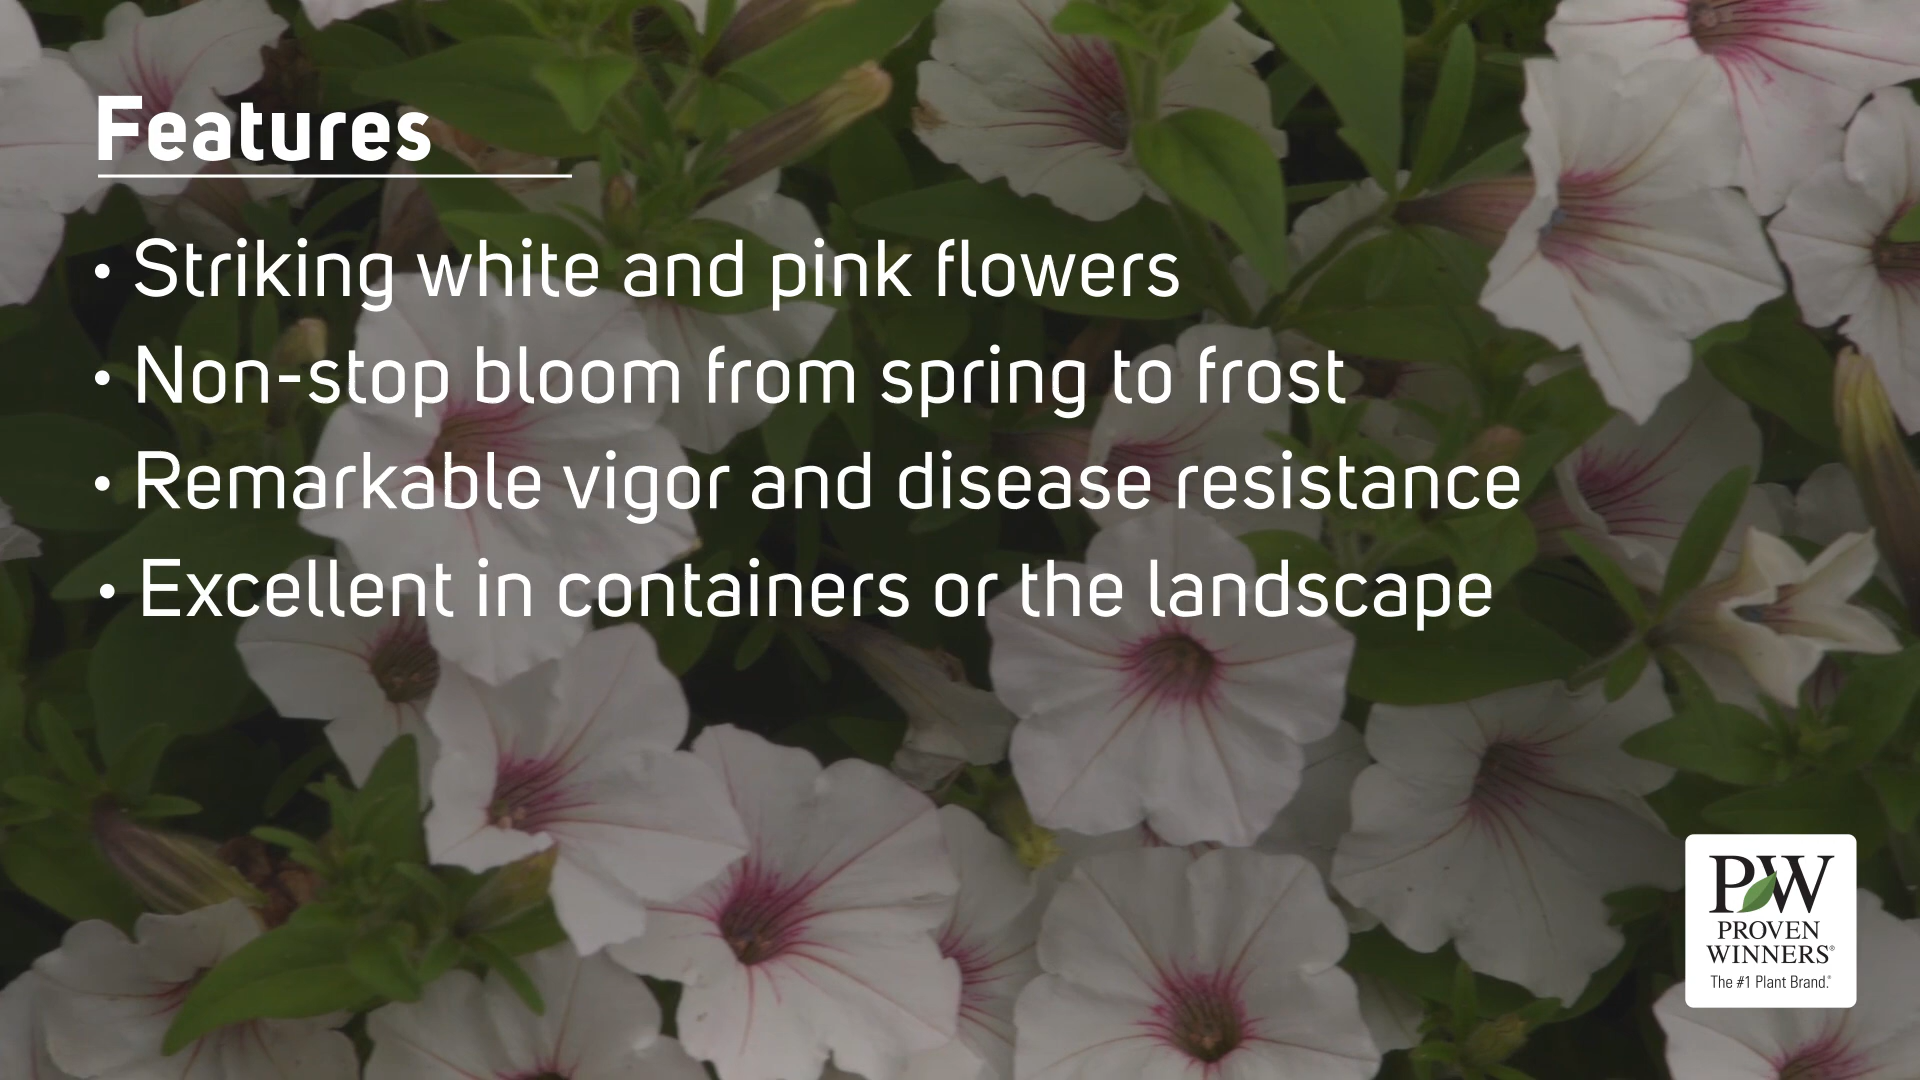 Features
• Striking white and pink flowers
• Non-stop bloom from spring to frost
• Remarkable vigor and disease resistance
• Excellent in containers or the landscape
PW
PROVEN
WINNERS®
The #1 Plant Brand.®